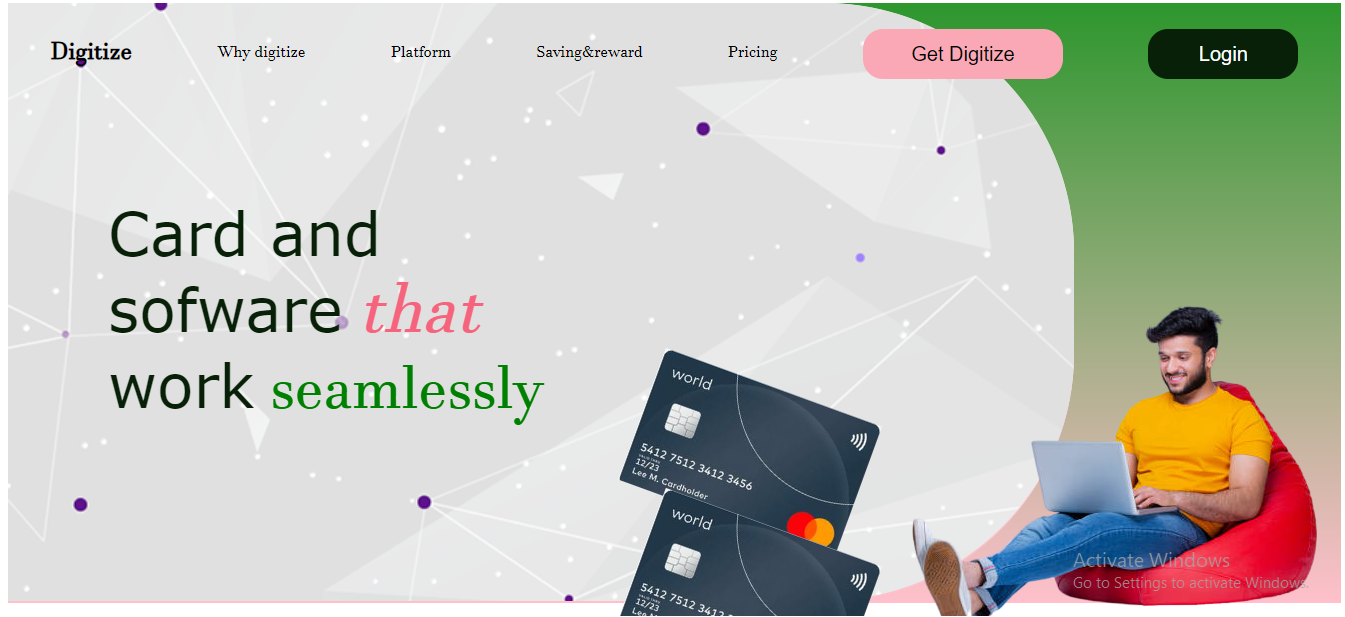 Digitize
Why digitize
Platform
Saving&reward
Pricing
Get Digitize
Login
Card and
sofware that
work seamlessly
world
5412 7512 3412 3456
12/23
Lee M. Cardholder
world
5412 7512 3412 3456
12/23
Activate Windows
Go to Settings to activate Windows.